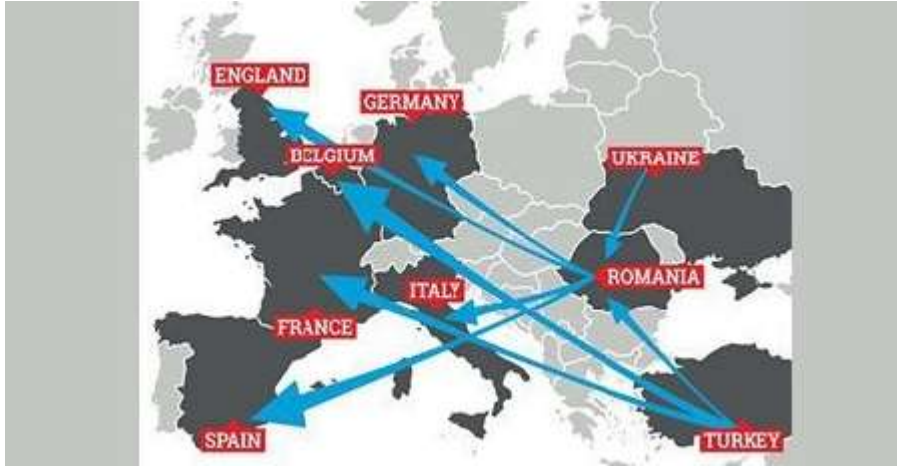 ENGLAND
GERMANY
BELGIUM
UKRAINE
ROMANIA
ITALY
FRANCE
SPAIN
TURKEY